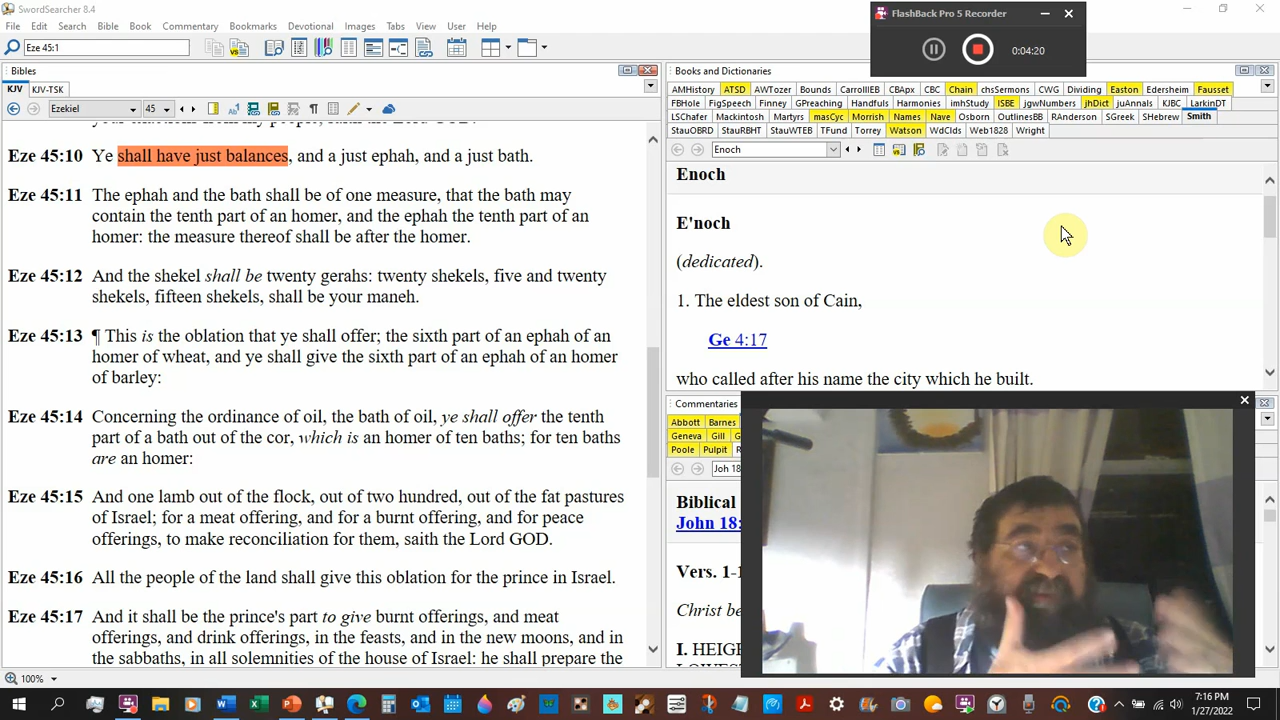 SwordSearcher 8.4
File Edit Search Bible Book Commentary Bookmarks Devotional Images Tabs View User Help
Eze 45:1
FlashBack Pro 5 Recorder
00:04:20
Bibles
KJV KJV-TSK
Ezekiel 45
saith the Lord GOD.
Eze 45:10 Ye shall have just balances, and a just ephah, and a just bath.
Eze 45:11 The ephah and the bath shall be of one measure, that the bath may
contain the tenth part of an homer, and the ephah the tenth part of an
homer: the measure thereof shall be after the homer.
Eze 45:12 And the shekel shall be twenty gerahs: twenty shekels, five and twenty
shekels, fifteen shekels, shall be your maneh.
Eze 45:13 ¶ This is the oblation that ye shall offer; the sixth part of an ephah of an
homer of wheat, and ye shall give the sixth part of an ephah of an homer
of barley:
Eze 45:14 Concerning the ordinance of oil, the bath of oil, ye shall offer the tenth
part of a bath out of the cor, which is an homer of ten baths; for ten baths
are an homer:
Eze 45:15 And one lamb out of the flock, out of two hundred, out of the fat pastures
of Israel; for a meat offering, and for a burnt offering, and for peace
offerings, to make reconciliation for them, saith the Lord GOD.
Eze 45:16 All the people of the land shall give this oblation for the prince in Israel.
Eze 45:17 And it shall be the prince's part to give burnt offerings, and meat
offerings, and drink offerings, in the feasts, and in the new moons, and in
the sabbaths, in all solemnities of the house of Israel: he shall prepare the
100%
Books and Dictionaries
AMHistory ATSD AWTozer Bounds CarrollEB CBApx CBC Chain chsSermons CWG Dividing Easton Edersheim Fausset
FBHole FigSpeech Finney GPreaching Handfuls Harmonies imhStudy ISBE jgwNumbers jhDict juAnnals KJBC LarkinDT
LSChafer Mackintosh Martyrs masCyc Morrish Names Nave Osborn OutlinesBB RAnderson SGreek SHebrew Smith
StauOBRD StauRBHT StauWTEB TFund Torrey Watson WdClds Web1828 Wright
Enoch
Enoch
E'noch
(dedicated).
1. The eldest son of Cain,
Ge 4:17
who called after his name the city which he built.
Commentaries
Abbott Barnes
Geneva Gill
Poole Pulpit
Joh 18
Biblical
John 18:
Vers. 1-1
Christ be
I. HEIGH
LOWEST
7:16 PM
1/27/2022